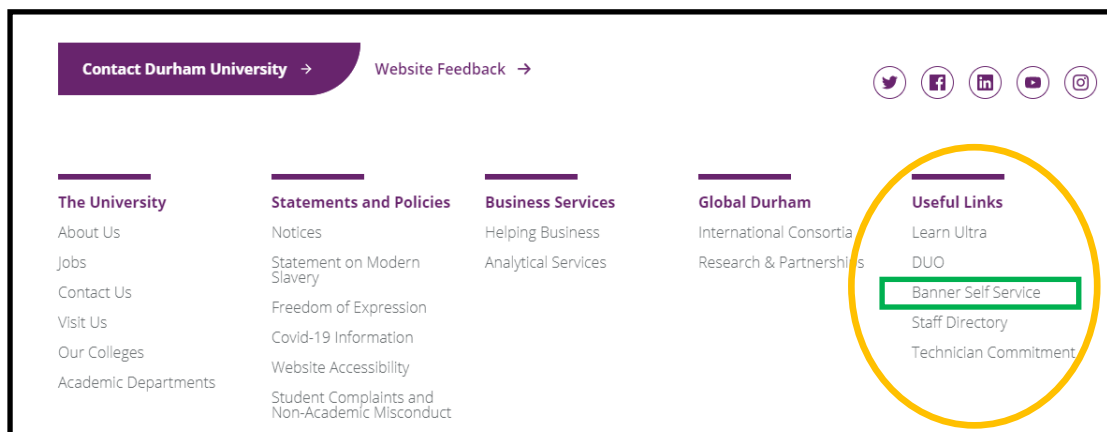 Contact Durham University →
Website Feedback →
The University
About Us
Jobs
Contact Us
Visit Us
Our Colleges
Academic Departments
Statements and Policies
Notices
Statement on Modern
Slavery
Freedom of Expression
Covid-19 Information
Website Accessibility
Student Complaints and
Non-Academic Misconduct
Business Services
Helping Business
Analytical Services
Global Durham
International Consortia
Research & Partnerships
Useful Links
Learn Ultra
DUO
Banner Self Service
Staff Directory
Technician Commitment